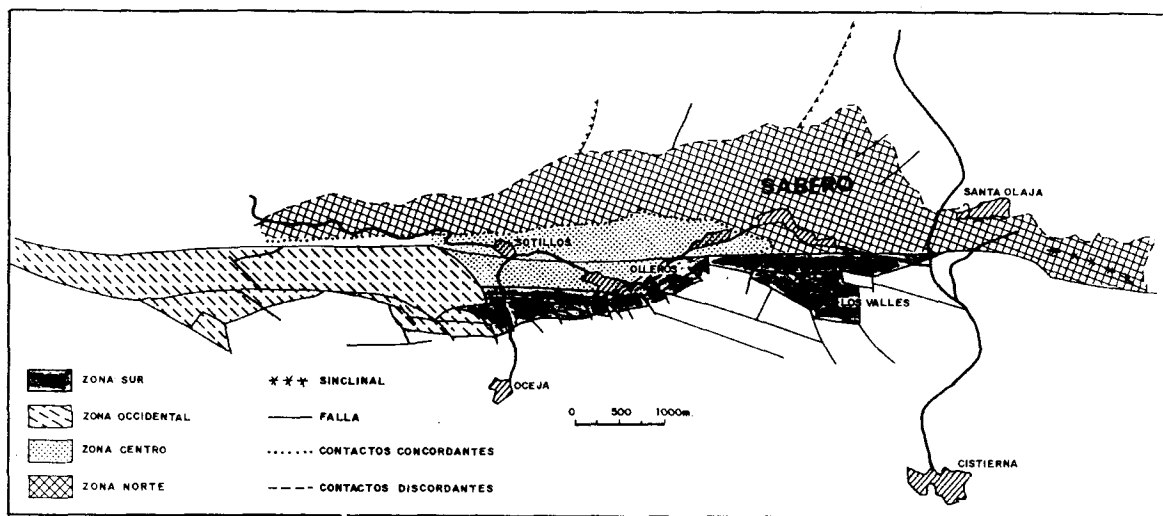 SABERO
SANTA OLAJA
SOTILLOS
OLLEROS
LOS VALLES
OCEJA
CISTIERNA
ZONA SUR
ZONA OCCIDENTAL
ZONA CENTRO
ZONA NORTE
SINCLINAL
FALLA
CONTACTOS CONCORDANTES
CONTACTOS DISCORDANTES
0 500 1000m.